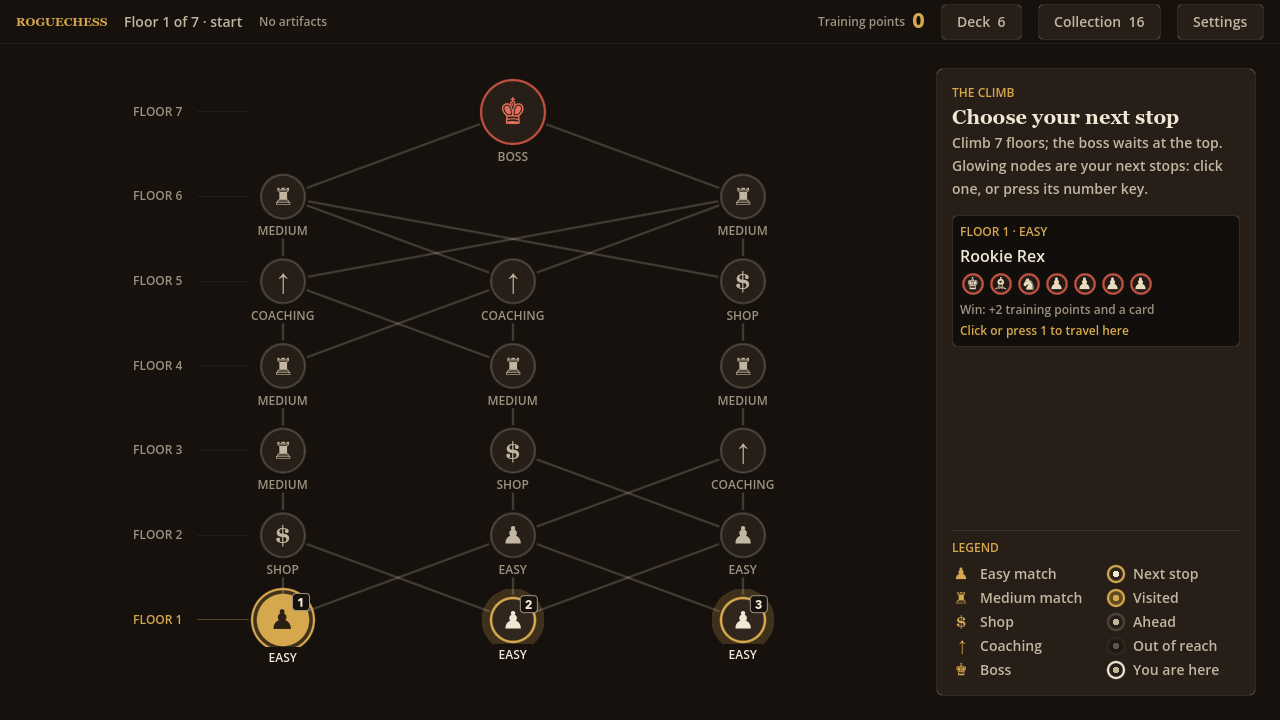 ROGUECHESS
Floor 1 of 7 · start
No artifacts
Training points 0
Deck 6
Collection 16
Settings
FLOOR 7
BOSS
FLOOR 6
MEDIUM
MEDIUM
FLOOR 5
COACHING
COACHING
$
SHOP
FLOOR 4
MEDIUM
MEDIUM
MEDIUM
FLOOR 3
MEDIUM
$
SHOP
COACHING
FLOOR 2
$
SHOP
EASY
EASY
FLOOR 1
1
EASY
2
EASY
3
EASY
THE CLIMB
Choose your next stop
Climb 7 floors; the boss waits at the top.
Glowing nodes are your next stops: click
one, or press its number key.
FLOOR 1 · EASY
Rookie Rex
Win: +2 training points and a card
Click or press 1 to travel here
LEGEND
Easy match
Next stop
Medium match
Visited
$ Shop
Ahead
Coaching
Out of reach
Boss
You are here